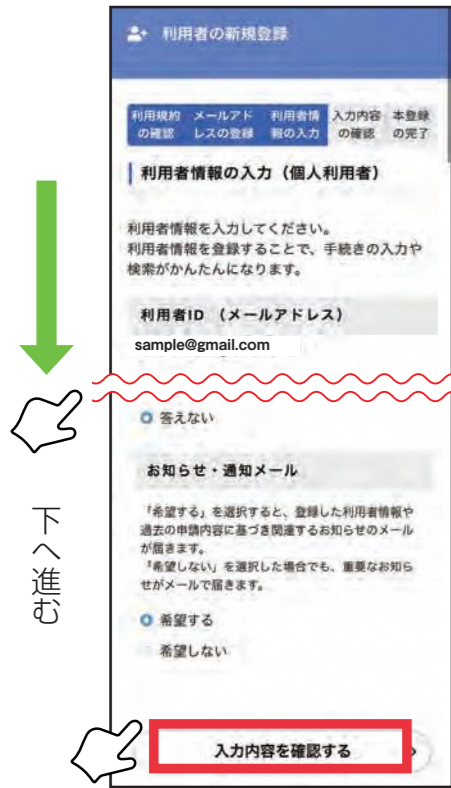 利用者の新規登録
利用規約 メールアド 利用者情 入力内容 本登録
の確認 レスの登録 報の入力 の確認 の完了
利用者情報の入力（個人利用者）
利用者情報を入力してください。
利用者情報を登録することで、手続きの入力や
検索がかんたんになります。
利用者ID （メールアドレス）
sample@gmail.com
答えない
お知らせ・通知メール
「希望する」を選択すると、登録した利用者情報や
過去の申請内容に基づき関連するお知らせのメール
が届きます。
「希望しない」を選択した場合でも、重要なお知ら
せがメールで届きます。
希望する
希望しない
入力内容を確認する
下へ進む